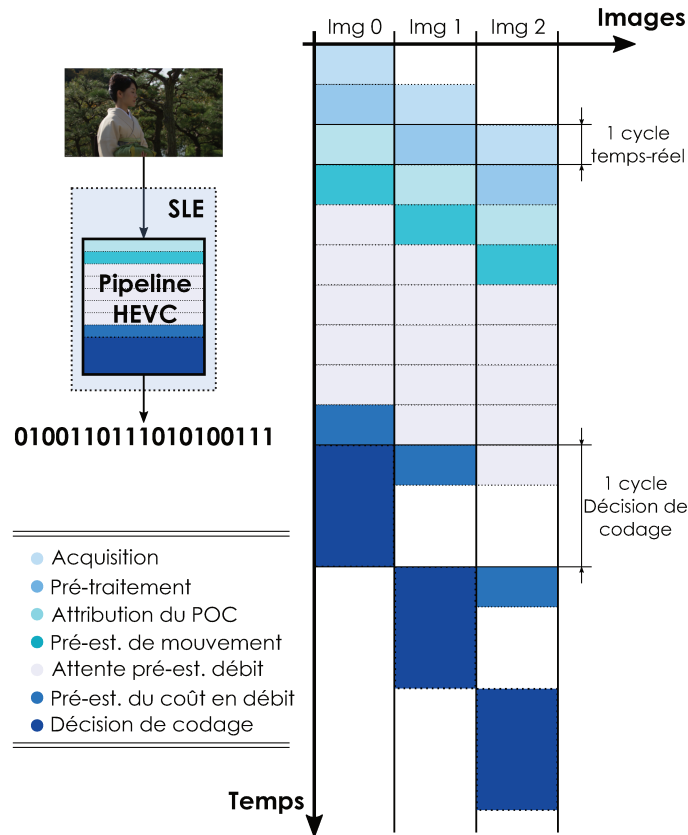 Images
Img 0
Img 1
Img 2
1 cycle
temps-réel
SLE
Pipeline
HEVC
0100110111010100111
1 cycle
Décision de
codage
Acquisition
Pré-traitement
Attribution du POC
Pré-est. de mouvement
Attente pré-est. débit
Pré-est. du coût en débit
Décision de codage
Temps